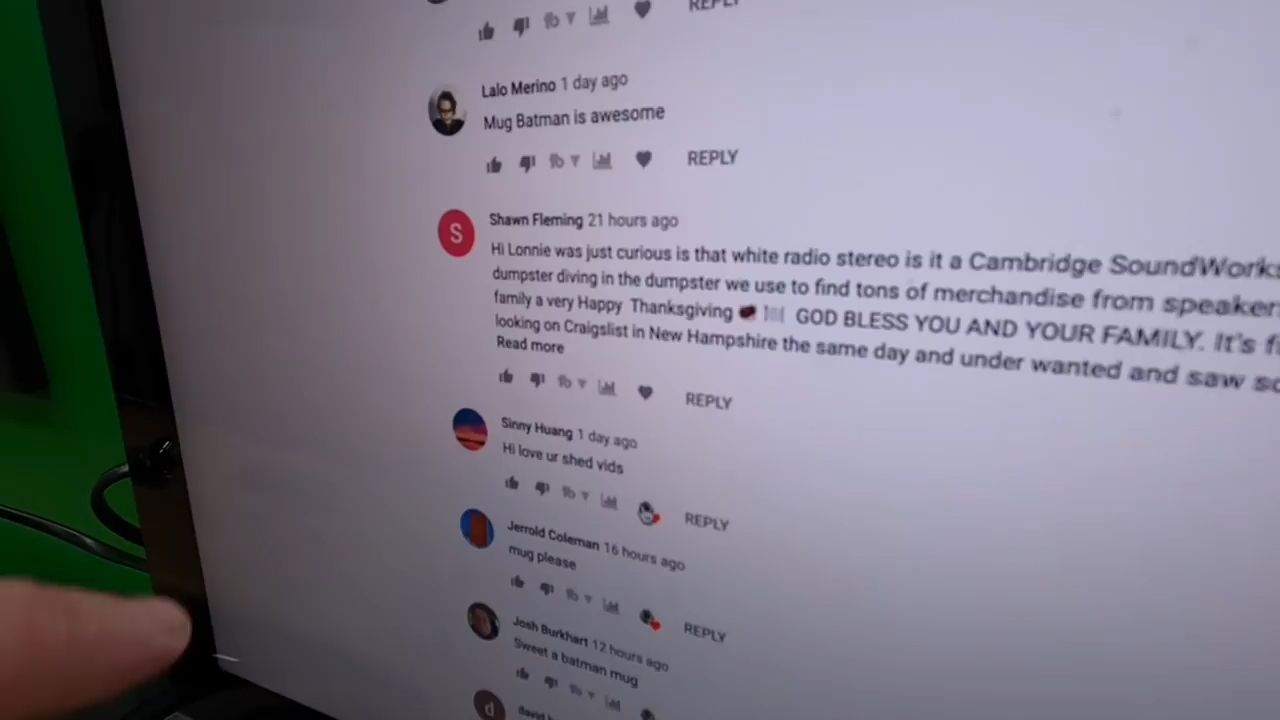 REPLY
Lalo Merino 1 day ago
Mug Batman is awesome
REPLY
S
Shawn Fleming 21 hours ago
Hi Lonnie was just curious is that white radio stereo is it a Cambridge SoundWorks
dumpster diving in the dumpster we use to find tons of merchandise from speaker
family a very Happy Thanksgiving GOD BLESS YOU AND YOUR FAMILY. It's f
looking on Craigslist in New Hampshire the same day and under wanted and saw so
Read more
REPLY
Sinny Huang 1 day ago
Hi love ur shed vids
REPLY
Jerrold Coleman 16 hours ago
mug please
REPLY
Josh Burkhart 12 hours ago
Sweet a batman mug
d
david